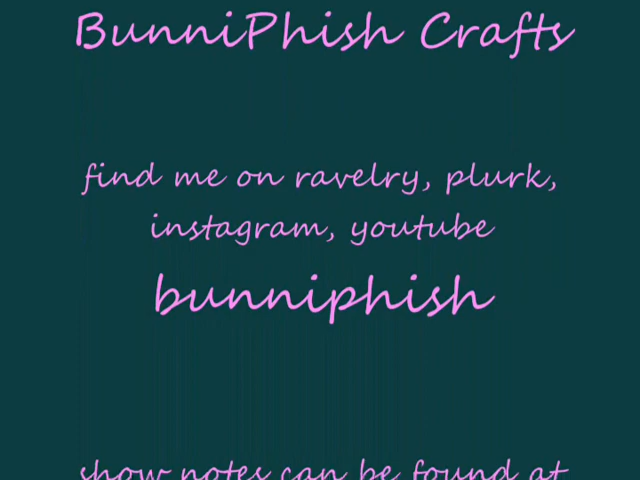 BunniPhish Crafts
find me on ravelry, plurk,
instagram, youtube
bunniphish
show notes can be found at